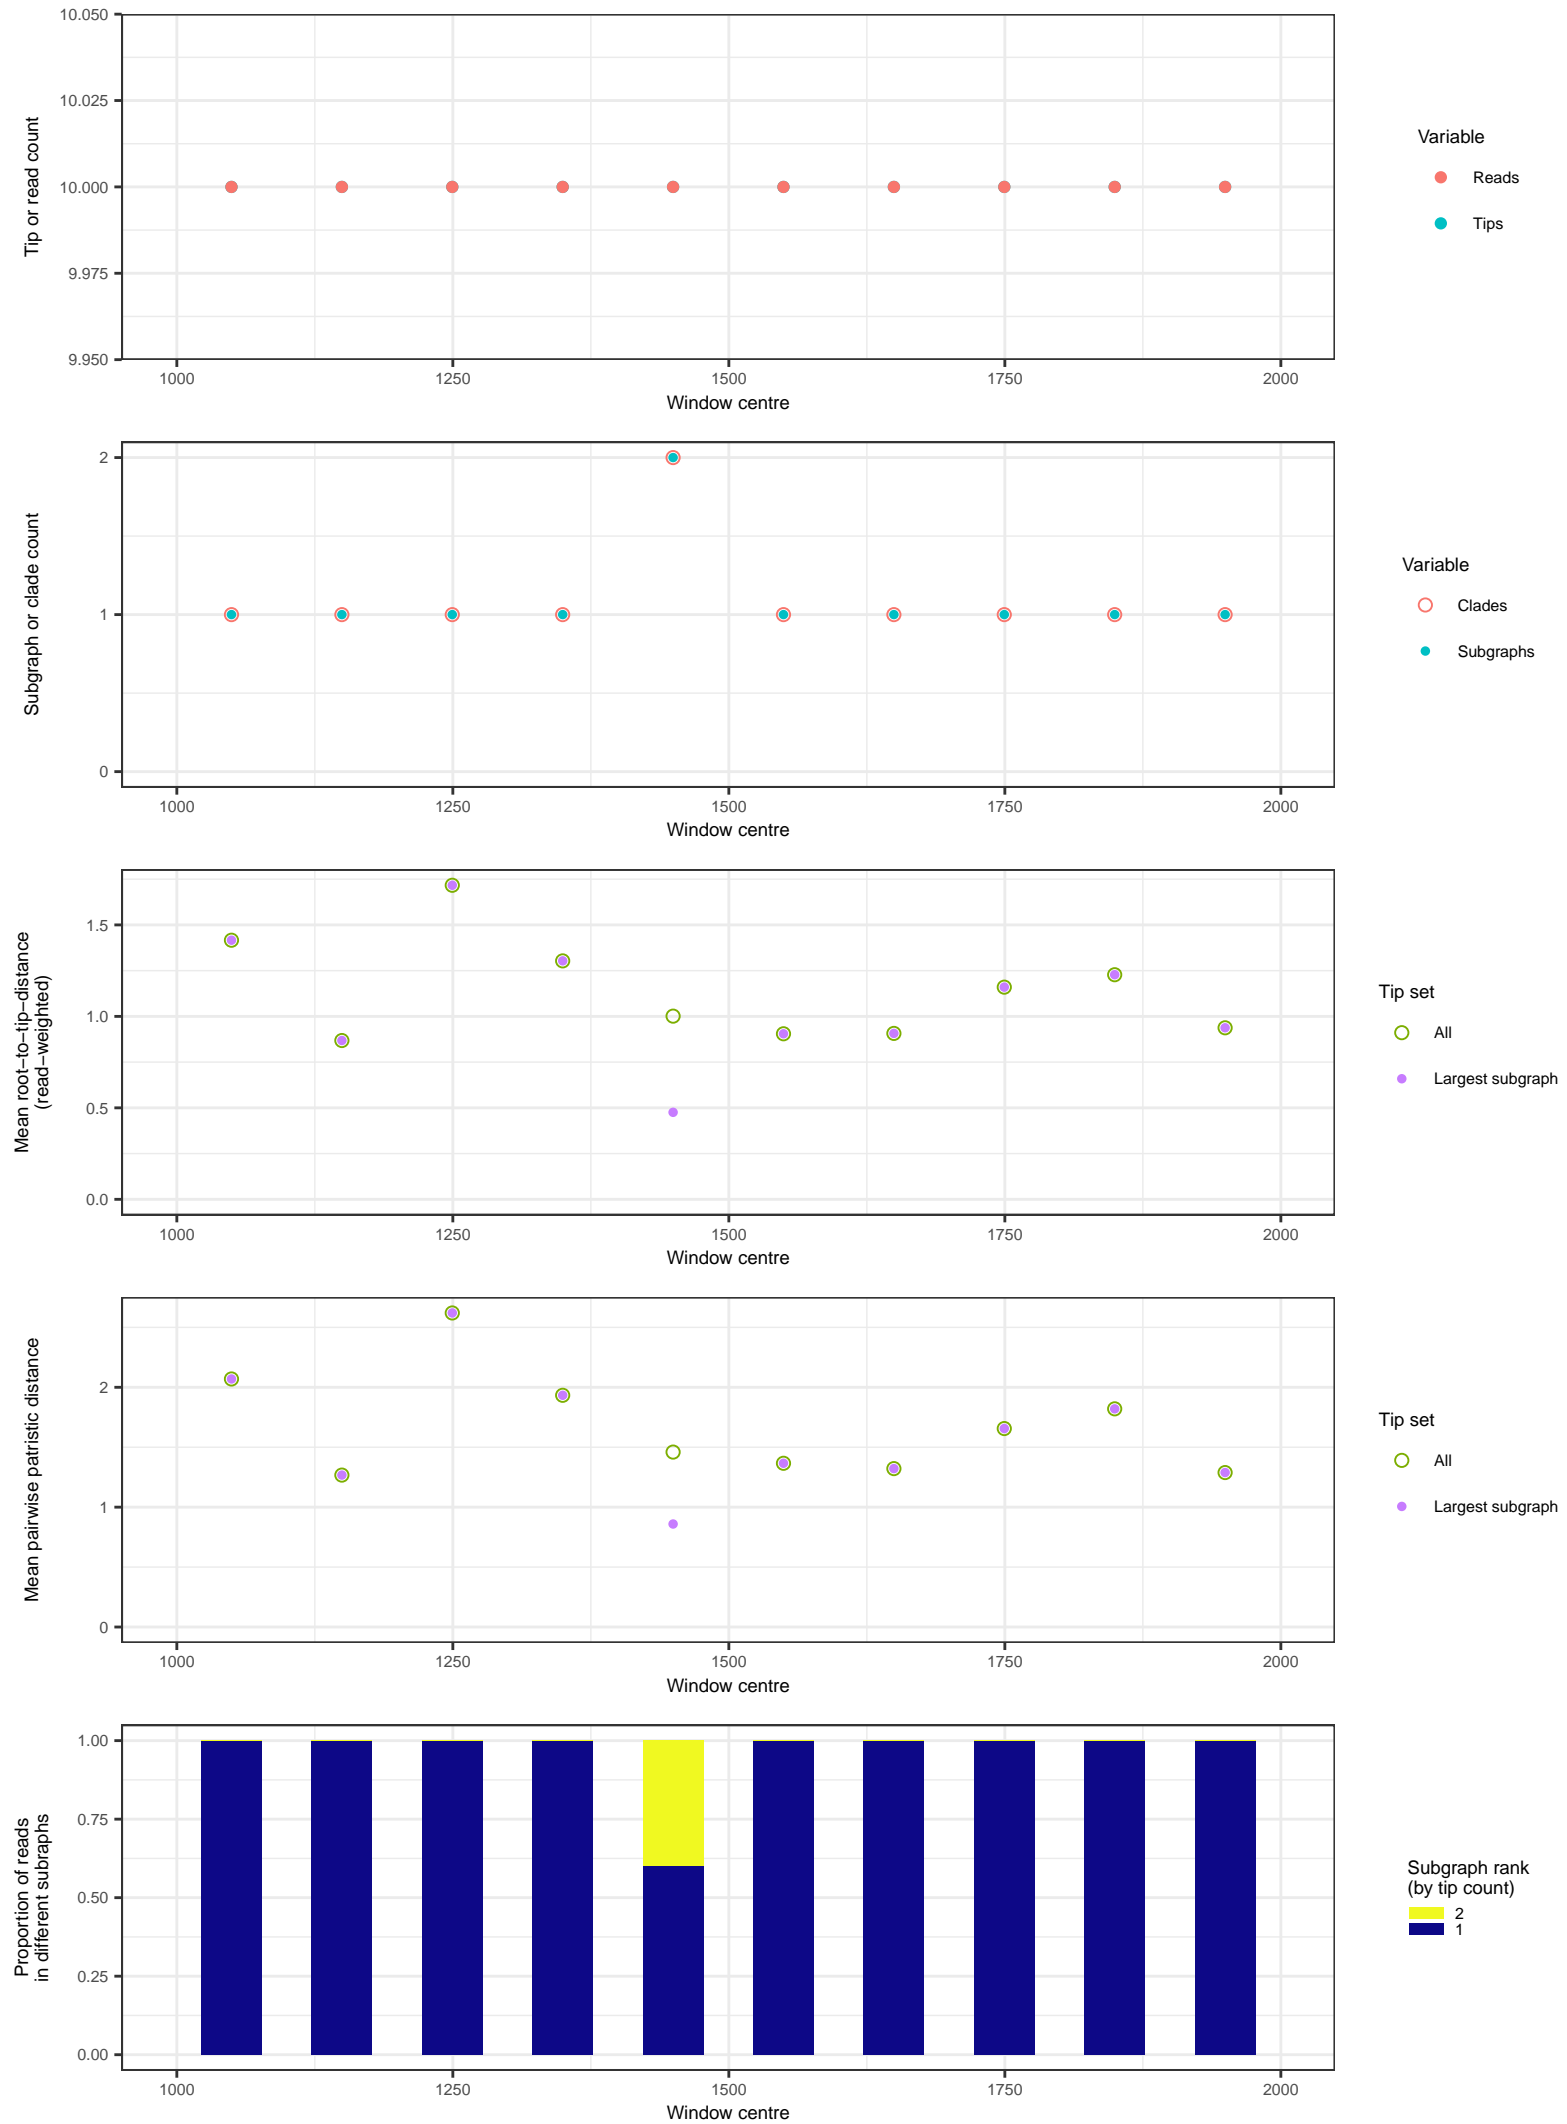 10.050
10.025
10.000
9.975
9.950
Tip or read count
1000 1250 1500 1750 2000
Window centre
Variable
Reads
Tips
2
1
0
Subgraph or clade count
1000 1250 1500 1750 2000
Window centre
Variable
Clades
Subgraphs
1.5
1.0
0.5
0.0
Mean root−to−tip−distance
(read−weighted)
1000 1250 1500 1750 2000
Window centre
Tip set
All
Largest subgraph
2
1
0
Mean pairwise patristic distance
1000 1250 1500 1750 2000
Window centre
Tip set
All
Largest subgraph
1.00
0.75
0.50
0.25
0.00
Proportion of reads
in different subraphs
1000 1250 1500 1750 2000
Window centre
Subgraph rank
(by tip count)
2
1